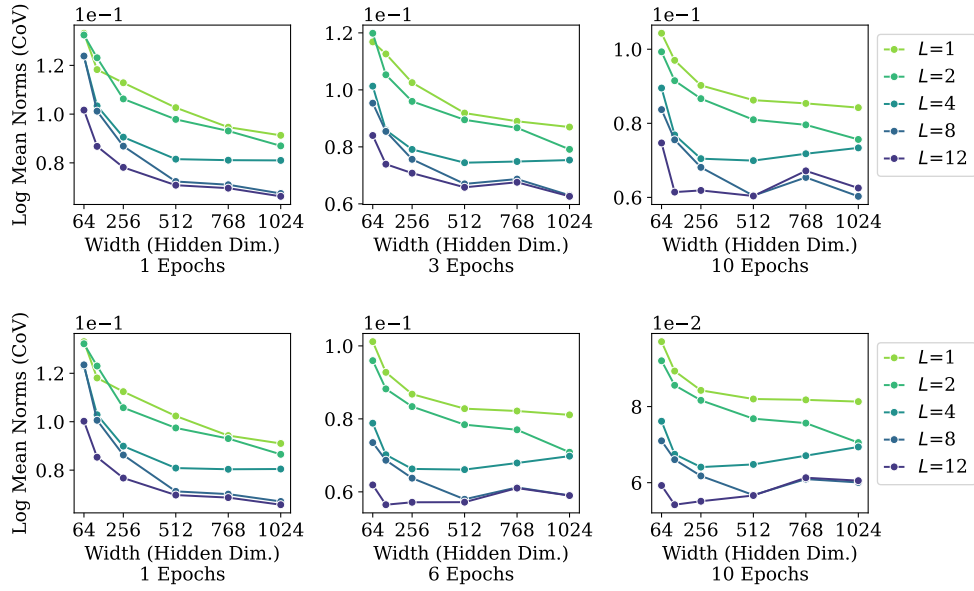 1e−1
Log Mean Norms (CoV)
1.2
1.0
0.8
64 256 512 768 1024
Width (Hidden Dim.)
1 Epochs
1e−1
1.2
1.0
0.8
0.6
64 256 512 768 1024
Width (Hidden Dim.)
3 Epochs
1e−1
1.0
0.8
0.6
64 256 512 768 1024
Width (Hidden Dim.)
10 Epochs
L=1
L=2
L=4
L=8
L=12
1e−1
Log Mean Norms (CoV)
1.2
1.0
0.8
64 256 512 768 1024
Width (Hidden Dim.)
1 Epochs
1e−1
1.0
0.8
0.6
64 256 512 768 1024
Width (Hidden Dim.)
6 Epochs
1e−2
8
6
64 256 512 768 1024
Width (Hidden Dim.)
10 Epochs
L=1
L=2
L=4
L=8
L=12